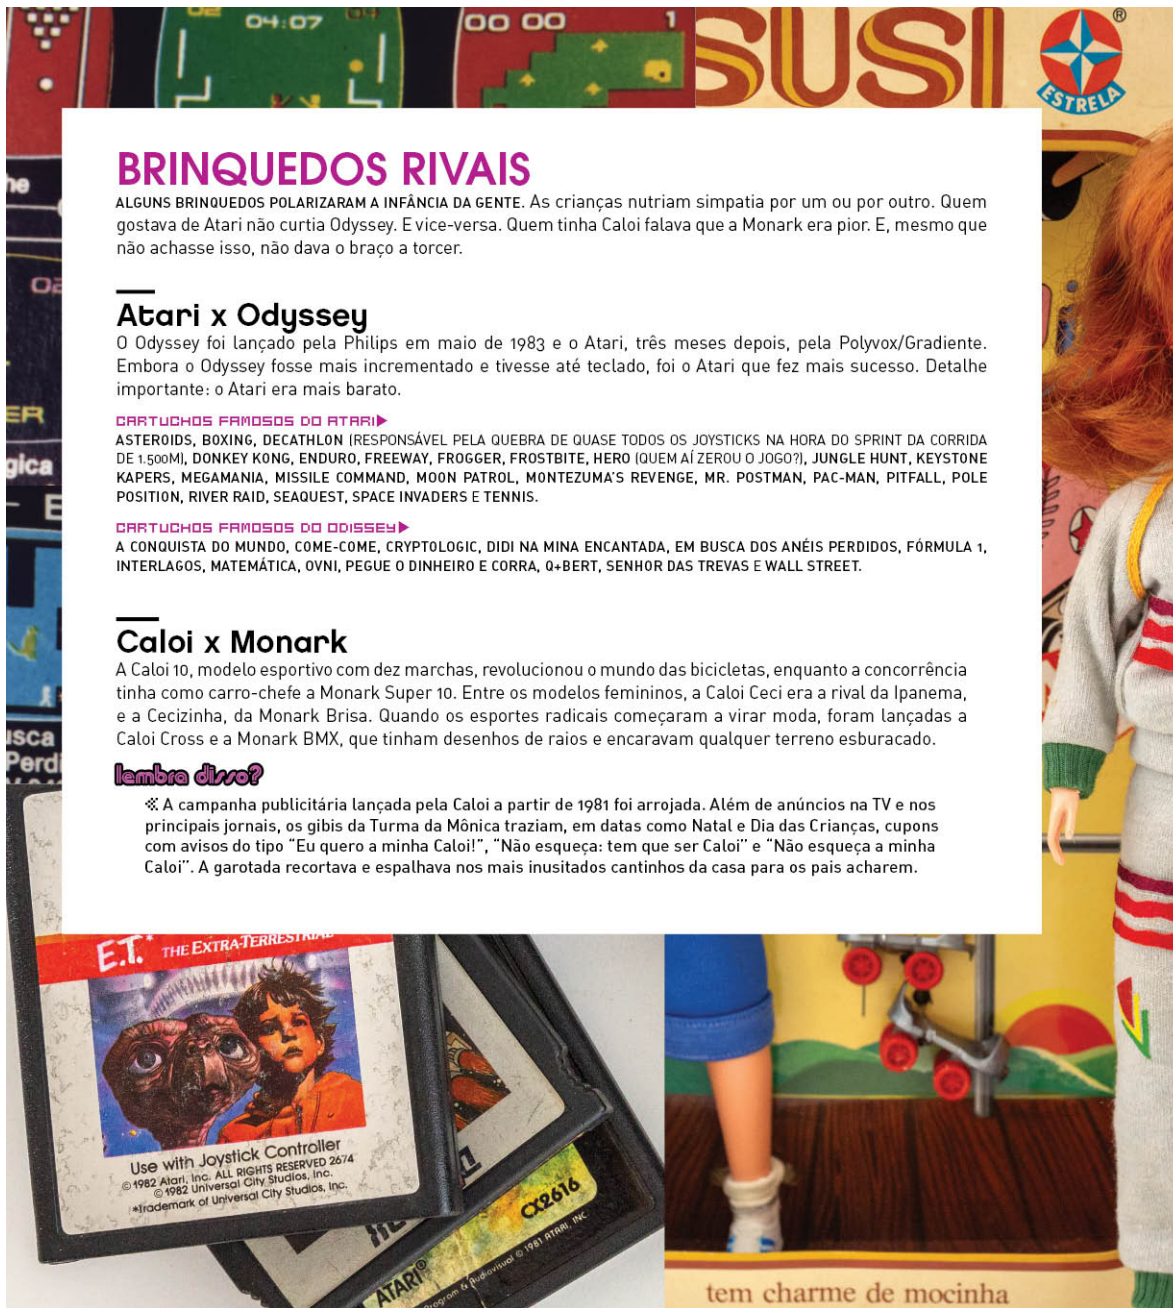 04:07
04
00 00
1
SUSI
®
ESTRELA
BRINQUEDOS RIVAIS
ALGUNS BRINQUEDOS POLARIZARAM A INFÂNCIA DA GENTE. As crianças nutriam simpatia por um ou por outro. Quem
gostava de Atari não curtia Odyssey. E vice-versa. Quem tinha Caloi falava que a Monark era pior. E, mesmo que
não achasse isso, não dava o braço a torcer.
Atari x Odyssey
O Odyssey foi lançado pela Philips em maio de 1983 e o Atari, três meses depois, pela Polyvox/Gradiente.
Embora o Odyssey fosse mais incrementado e tivesse até teclado, foi o Atari que fez mais sucesso. Detalhe
importante: o Atari era mais barato.
CARTUCHOS FAMOSOS DO ATARI
ASTEROIDS, BOXING, DECATHLON (RESPONSÁVEL PELA QUEBRA DE QUASE TODOS OS JOYSTICKS NA HORA DO SPRINT DA CORRIDA
DE 1.500M), DONKEY KONG, ENDURO, FREEWAY, FROGGER, FROSTBITE, HERO (QUEM AÍ ZEROU O JOGO?), JUNGLE HUNT, KEYSTONE
KAPERS, MEGAMANIA, MISSILE COMMAND, MOON PATROL, MONTEZUMA'S REVENGE, MR. POSTMAN, PAC-MAN, PITFALL, POLE
POSITION, RIVER RAID, SEAQUEST, SPACE INVADERS E TENNIS.
CARTUCHOS FAMOSOS DO ODISSEY
A CONQUISTA DO MUNDO, COME-COME, CRYPTOLOGIC, DIDI NA MINA ENCANTADA, EM BUSCA DOS ANÉIS PERDIDOS, FÓRMULA 1,
INTERLAGOS, MATEMÁTICA, OVNI, PEGUE O DINHEIRO E CORRA, Q+BERT, SENHOR DAS TREVAS E WALL STREET.
Caloi x Monark
A Caloi 10, modelo esportivo com dez marchas, revolucionou o mundo das bicicletas, enquanto a concorrência
tinha como carro-chefe a Monark Super 10. Entre os modelos femininos, a Caloi Ceci era a rival da Ipanema,
e a Cecizinha, da Monark Brisa. Quando os esportes radicais começaram a virar moda, foram lançadas a
Caloi Cross e a Monark BMX, que tinham desenhos de raios e encaravam qualquer terreno esburacado.
lembra disso?
A campanha publicitária lançada pela Caloi a partir de 1981 foi arrojada. Além de anúncios na TV e nos
principais jornais, os gibis da Turma da Mônica traziam, em datas como Natal e Dia das Crianças, cupons
com avisos do tipo “Eu quero a minha Caloi!”, “Não esqueça: tem que ser Caloi” e “Não esqueça a minha
Caloi”. A garotada recortava e espalhava nos mais inusitados cantinhos da casa para os pais acharem.
E.T.* THE EXTRA-TERRESTRIAL
Use with Joystick Controller
© 1982 Atari, Inc. ALL RIGHTS RESERVED 2674
© 1982 Universal City Studios, Inc.
*Trademark of Universal City Studios, Inc.
CX2616
ATARI®
Program & Audiovisual © 1981 ATARI, INC
tem charme de mocinha